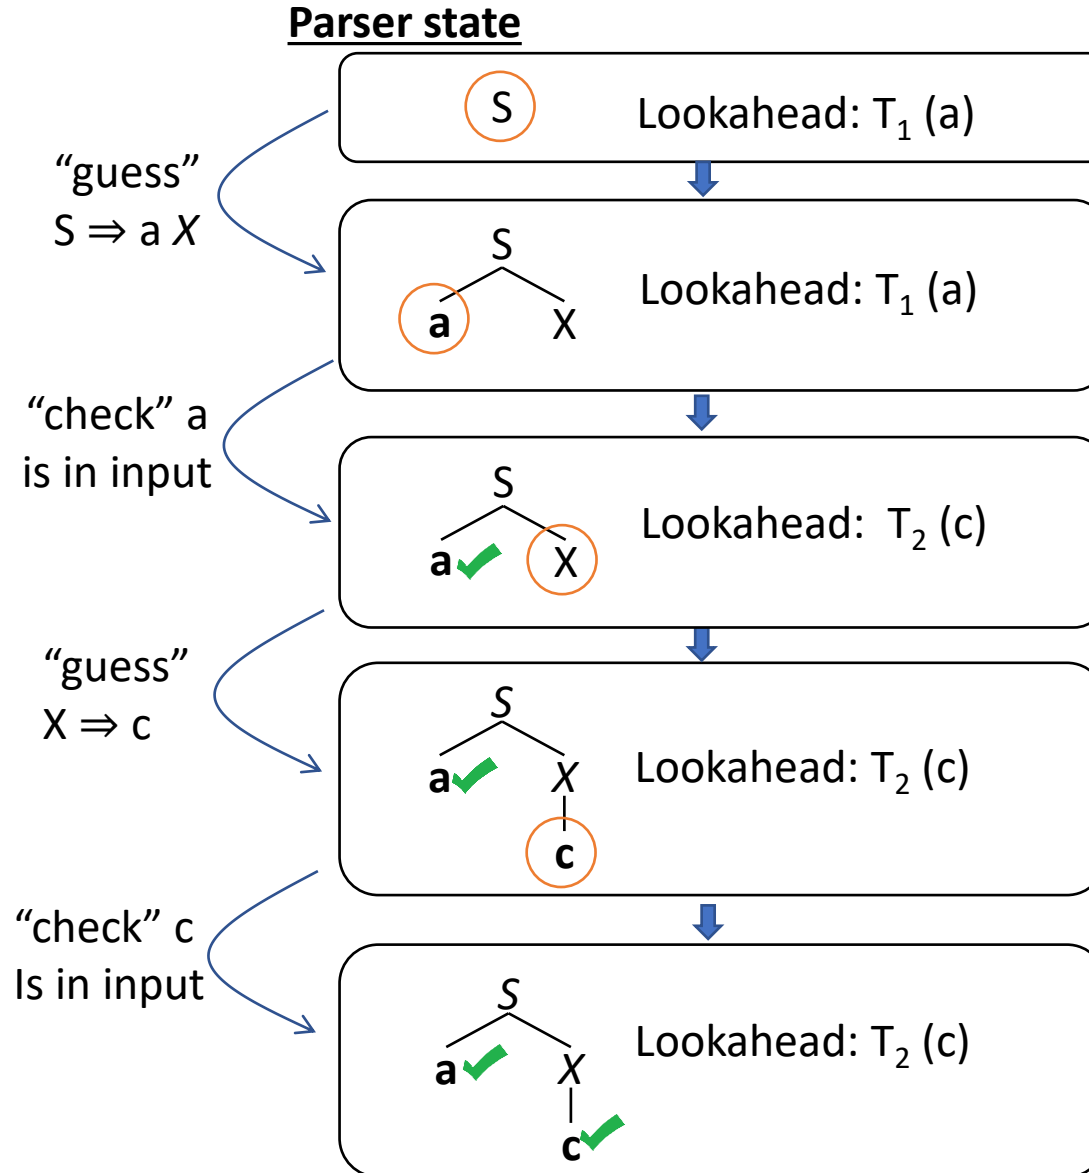 Parser state
S Lookahead: T₁ (a)
“guess”
S ⇒ a X
S
a X
Lookahead: T₁ (a)
“check” a
is in input
S
a X
Lookahead: T₂ (c)
“guess”
X ⇒ c
S
a X
c
Lookahead: T₂ (c)
“check” c
Is in input
S
a X
c
Lookahead: T₂ (c)